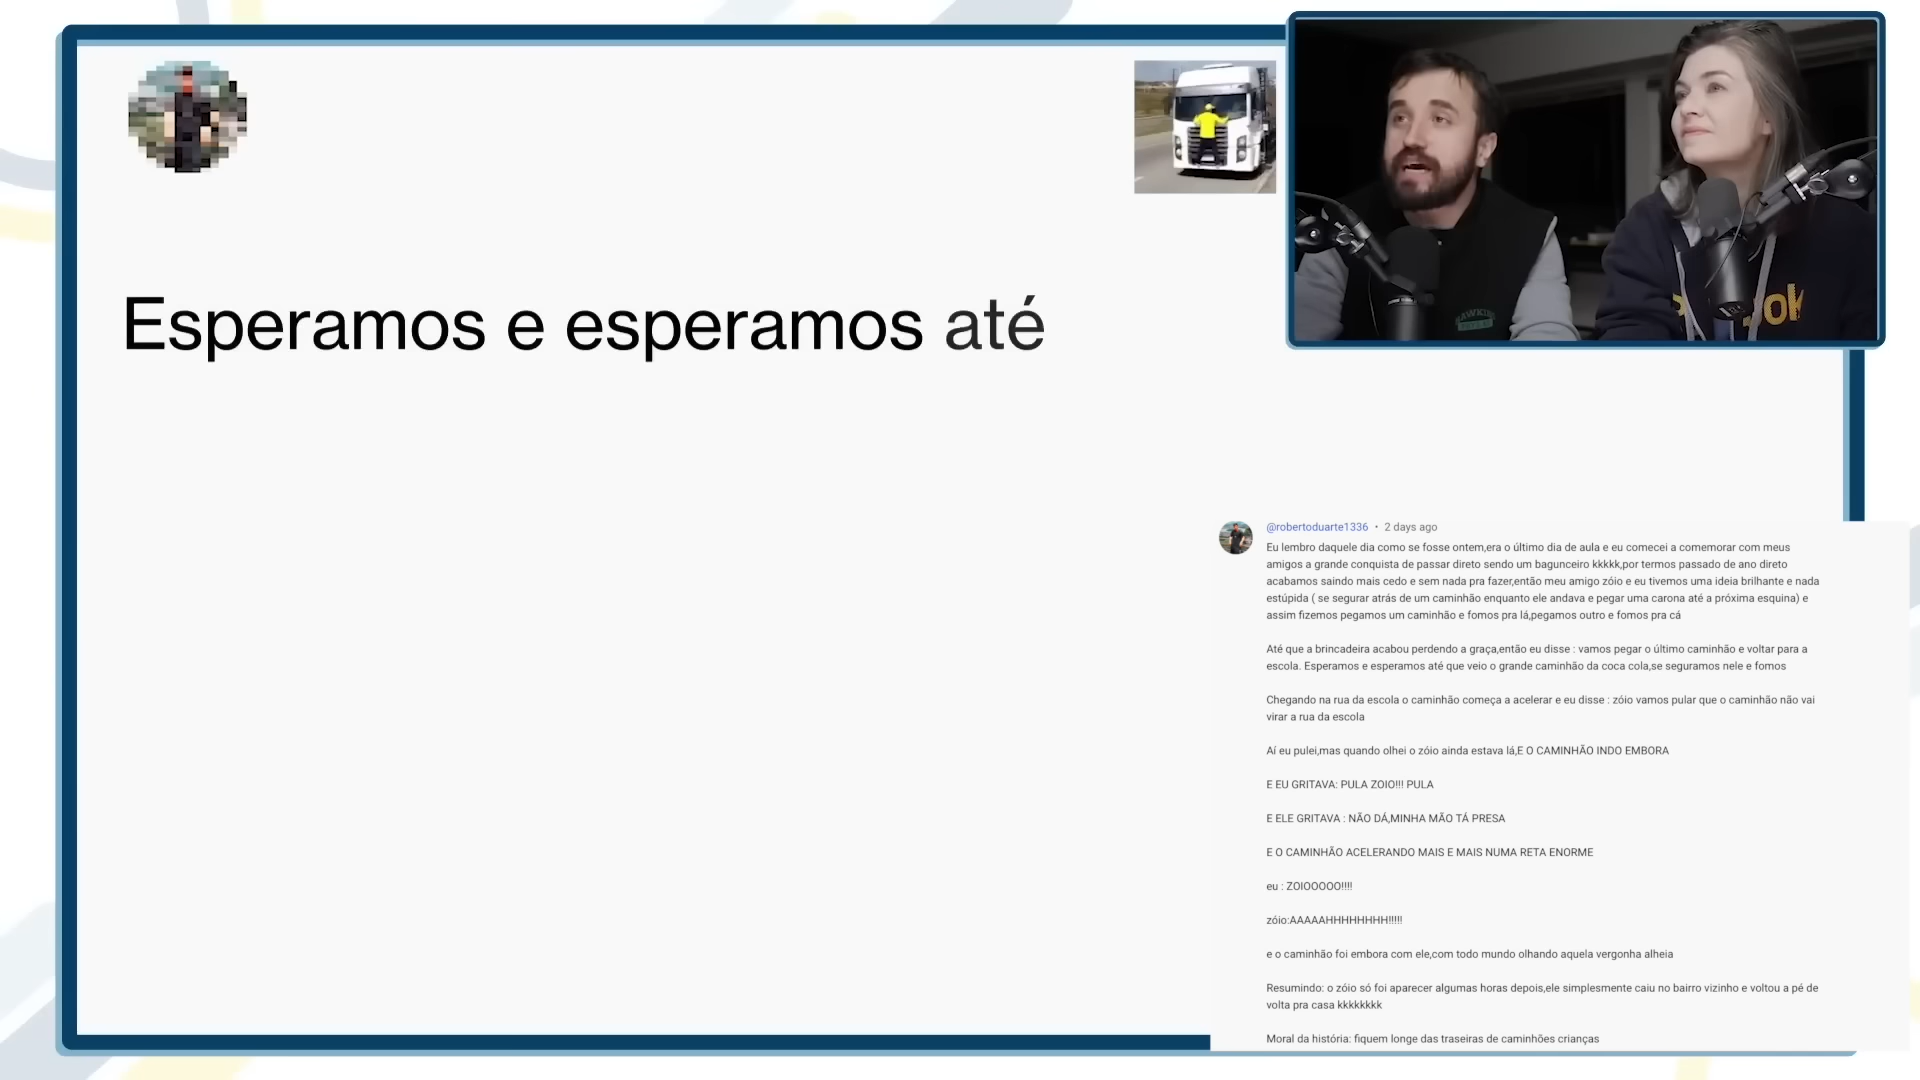 Esperamos e esperamos até
HAWKINS
@robertoduarte1336 • 2 days ago
Eu lembro daquele dia como se fosse ontem,era o último dia de aula e eu comecei a comemorar com meus
amigos a grande conquista de passar direto sendo um bagunceiro kkkkk,por termos passado de ano direto
acabamos saindo mais cedo e sem nada pra fazer,então meu amigo zóio e eu tivemos uma ideia brilhante e nada
estúpida ( se segurar atrás de um caminhão enquanto ele andava e pegar uma carona até a próxima esquina) e
assim fizemos pegamos um caminhão e fomos pra lá,pegamos outro e fomos pra cá
Até que a brincadeira acabou perdendo a graça,então eu disse : vamos pegar o último caminhão e voltar para a
escola. Esperamos e esperamos até que veio o grande caminhão da coca cola,se seguramos nele e fomos
Chegando na rua da escola o caminhão começa a acelerar e eu disse : zóio vamos pular que o caminhão não vai
virar a rua da escola
Aí eu pulei,mas quando olhei o zóio ainda estava lá,E O CAMINHÃO INDO EMBORA
E EU GRITAVA: PULA ZOIO!!! PULA
E ELE GRITAVA : NÃO DÁ,MINHA MÃO TÁ PRESA
E O CAMINHÃO ACELERANDO MAIS E MAIS NUMA RETA ENORME
eu : ZOIOOOOO!!!!
zóio:AAAAAHHHHHHHH!!!!!
e o caminhão foi embora com ele,com todo mundo olhando aquela vergonha alheia
Resumindo: o zóio só foi aparecer algumas horas depois,ele simplesmente caiu no bairro vizinho e voltou a pé de
volta pra casa kkkkkkkk
Moral da história: fiquem longe das traseiras de caminhões crianças